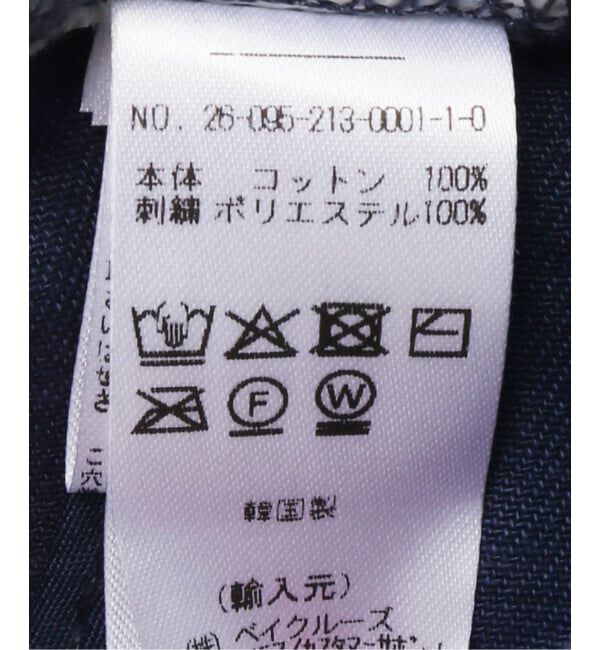 NO. 26-095-213-0001-1-0
本体 コットン 100%
刺繍 ポリエステル100%
F W
韓国製
(輸入元)
(株) ベイクルーズ